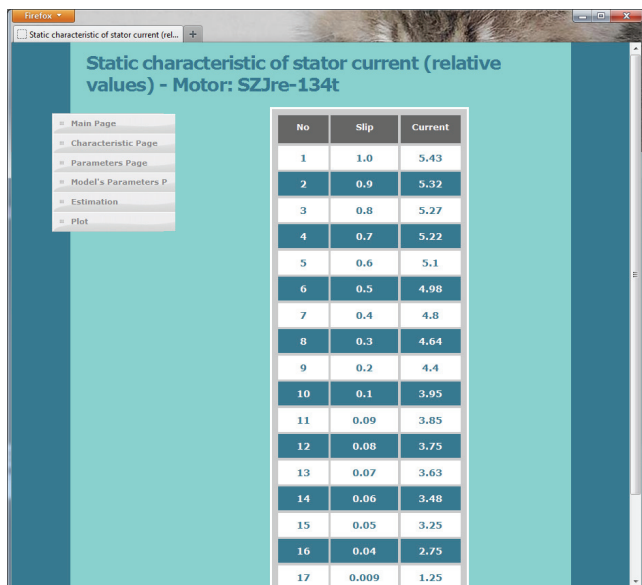 Firefox
Static characteristic of stator current (rel...
Static characteristic of stator current (relative
values) - Motor: SZJre-134t
Main Page
Characteristic Page
Parameters Page
Model's Parameters P
Estimation
Plot
No Slip Current
1 1.0 5.43
2 0.9 5.32
3 0.8 5.27
4 0.7 5.22
5 0.6 5.1
6 0.5 4.98
7 0.4 4.8
8 0.3 4.64
9 0.2 4.4
10 0.1 3.95
11 0.09 3.85
12 0.08 3.75
13 0.07 3.63
14 0.06 3.48
15 0.05 3.25
16 0.04 2.75
17 0.009 1.25